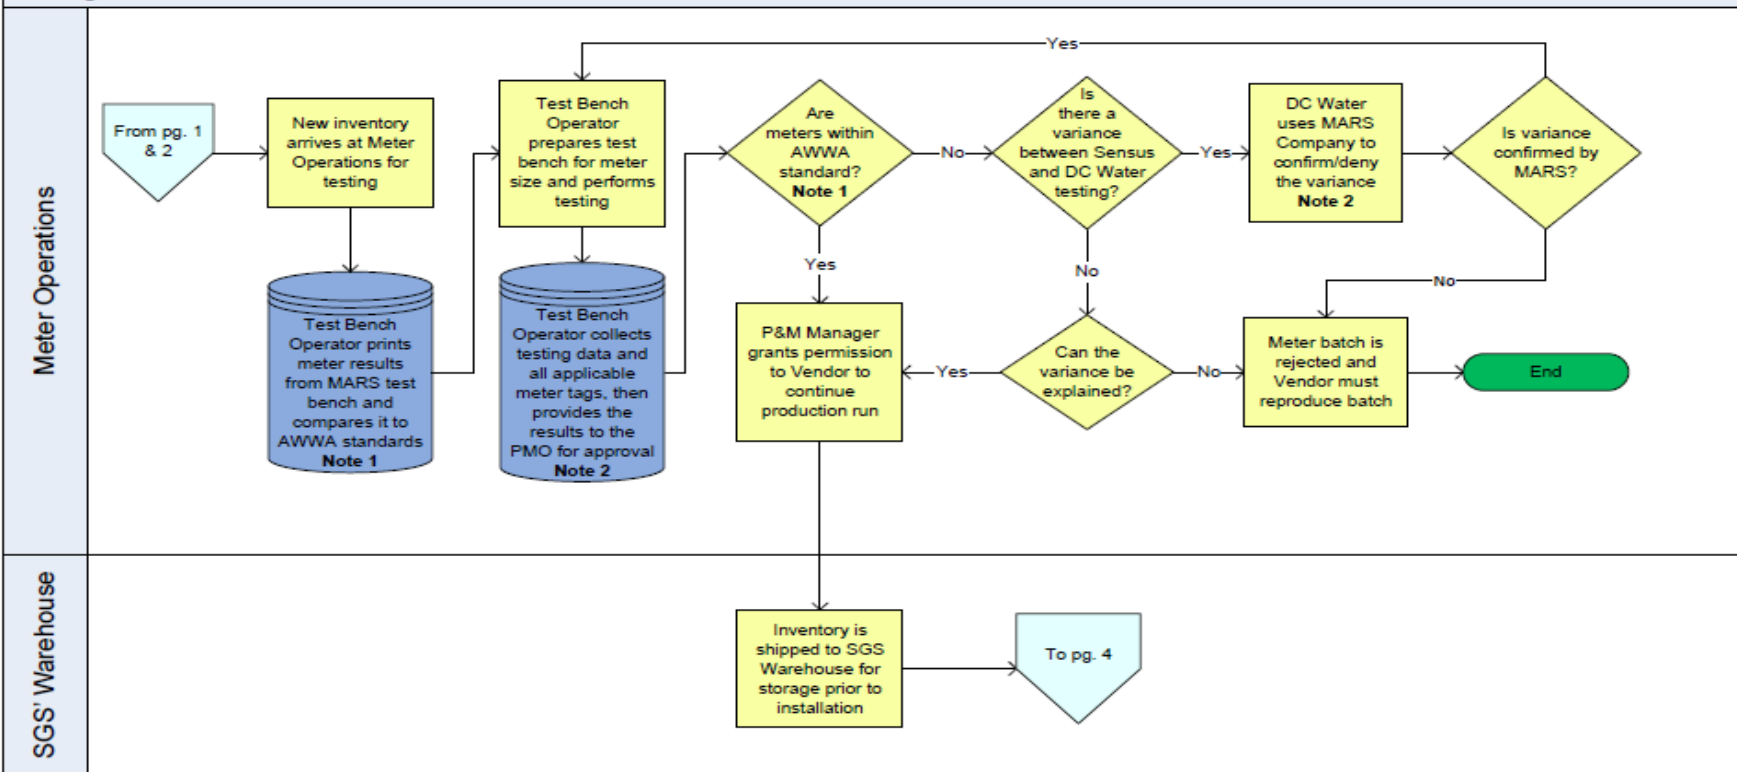 Meter Operations
From pg. 1
& 2
New inventory
arrives at Meter
Operations for
testing
Test Bench
Operator prints
meter results
from MARS test
bench and
compares it to
AWWA standards
Note 1
Test Bench
Operator
prepares test
bench for meter
size and performs
testing
Test Bench
Operator collects
testing data and
all applicable
meter tags, then
provides the
results to the
PMO for approval
Note 2
Are
meters within
AWWA
standard?
Note 1
Yes
No
Is
there a
variance
between Sensus
and DC Water
testing?
Yes
No
DC Water
uses MARS
Company to
confirm/deny
the variance
Note 2
Is variance
confirmed by
MARS?
Yes
No
P&M Manager
grants permission
to Vendor to
continue
production run
Yes
Can the
variance be
explained?
No
Meter batch is
rejected and
Vendor must
reproduce batch
End
SGS' Warehouse
Inventory is
shipped to SGS
Warehouse for
storage prior to
installation
To pg. 4